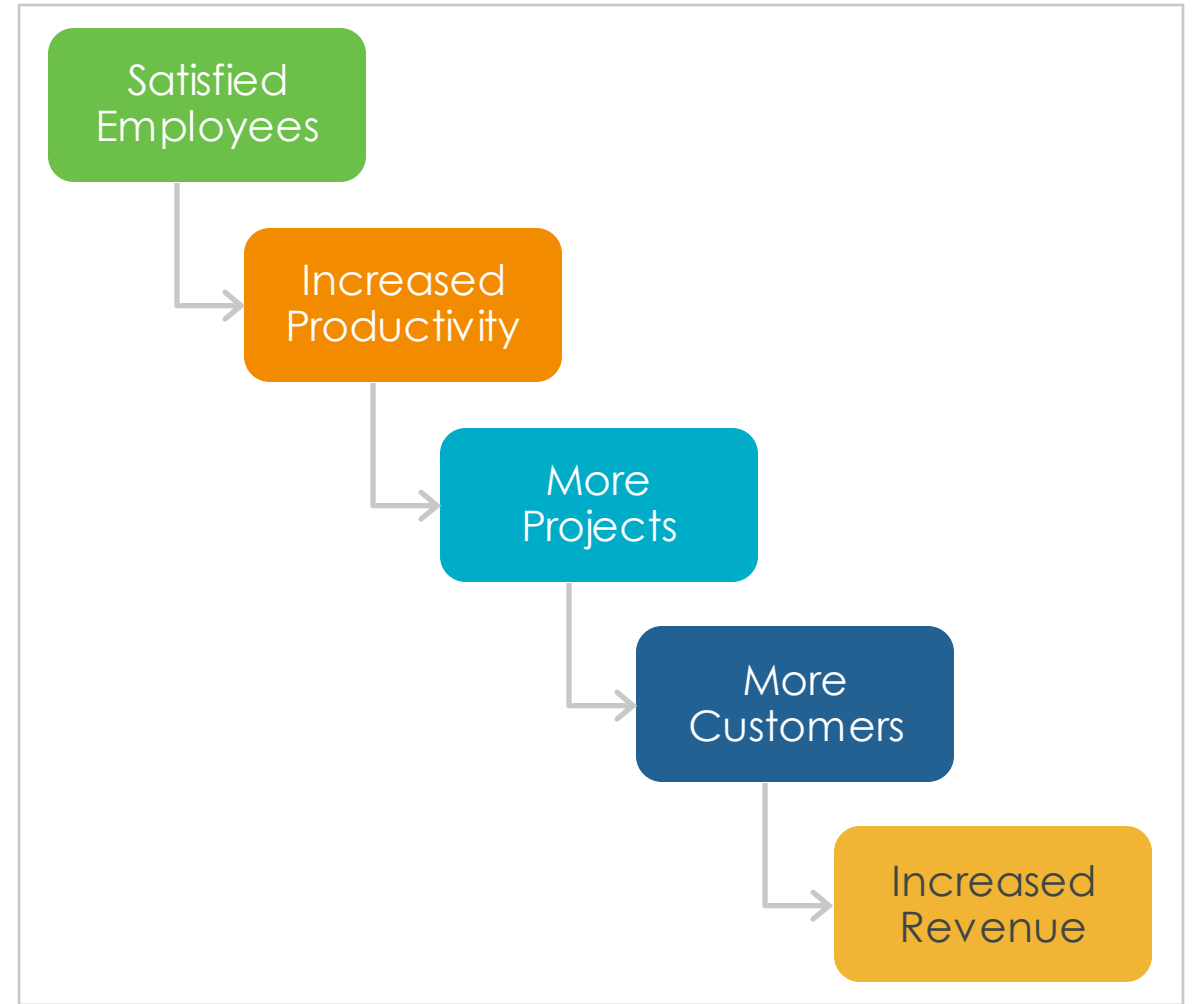 Satisfied
Employees
Increased
Productivity
More
Projects
More
Customers
Increased
Revenue